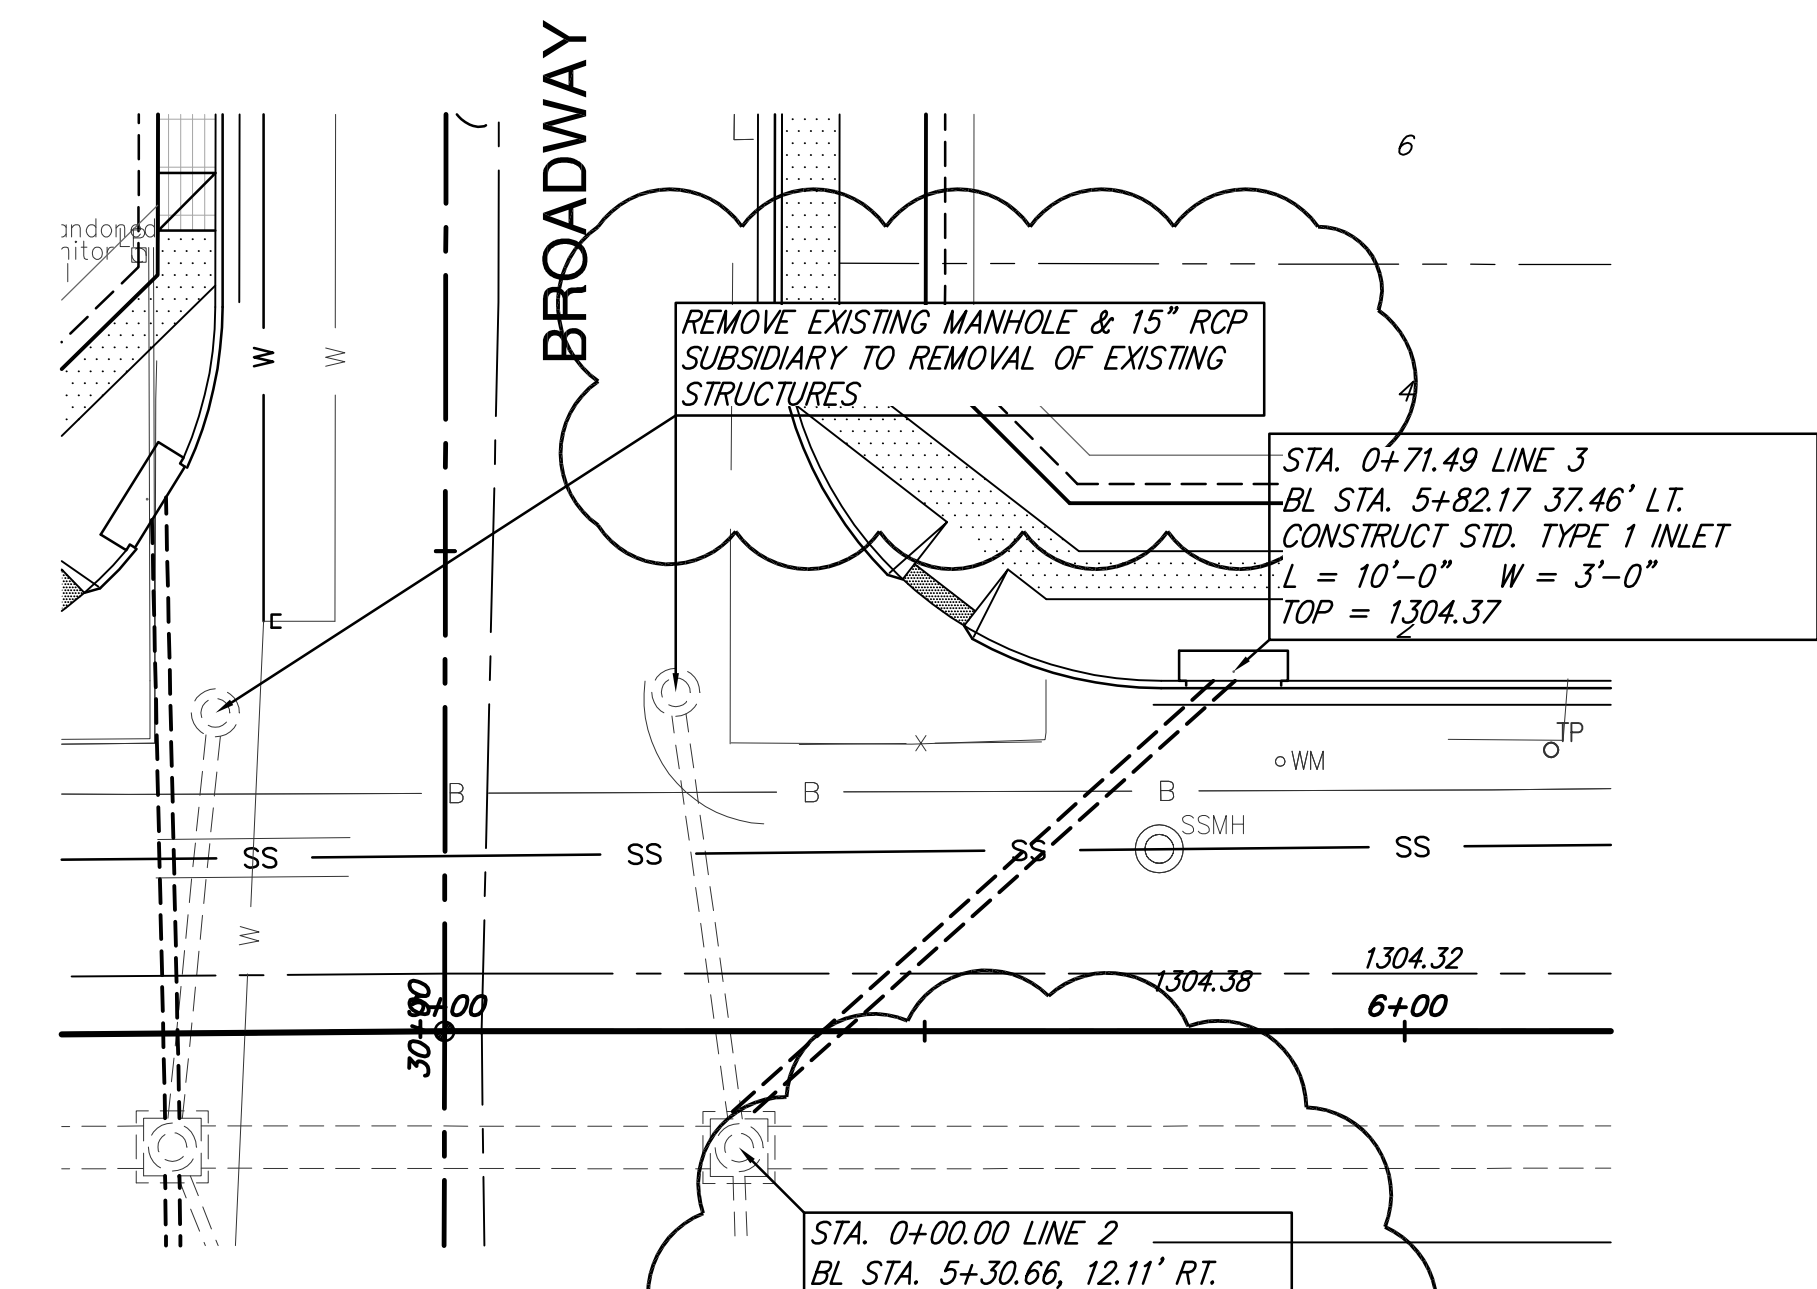 BROADWAY
6
andoned
nitor
REMOVE EXISTING MANHOLE & 15" RCP
SUBSIDIARY TO REMOVAL OF EXISTING
STRUCTURES
W
W
4
STA. 0+71.49 LINE 3
BL STA. 5+82.17 37.46' LT.
CONSTRUCT STD. TYPE 1 INLET
L = 10'-0" W = 3'-0"
TOP = 1304.37
E
TP
X
WM
B
B
B
SSMH
SS
SS
SS
SS
W
1304.32
1304.38
5+00
6+00
30+00
STA. 0+00.00 LINE 2
BL STA. 5+30.66, 12.11' RT.